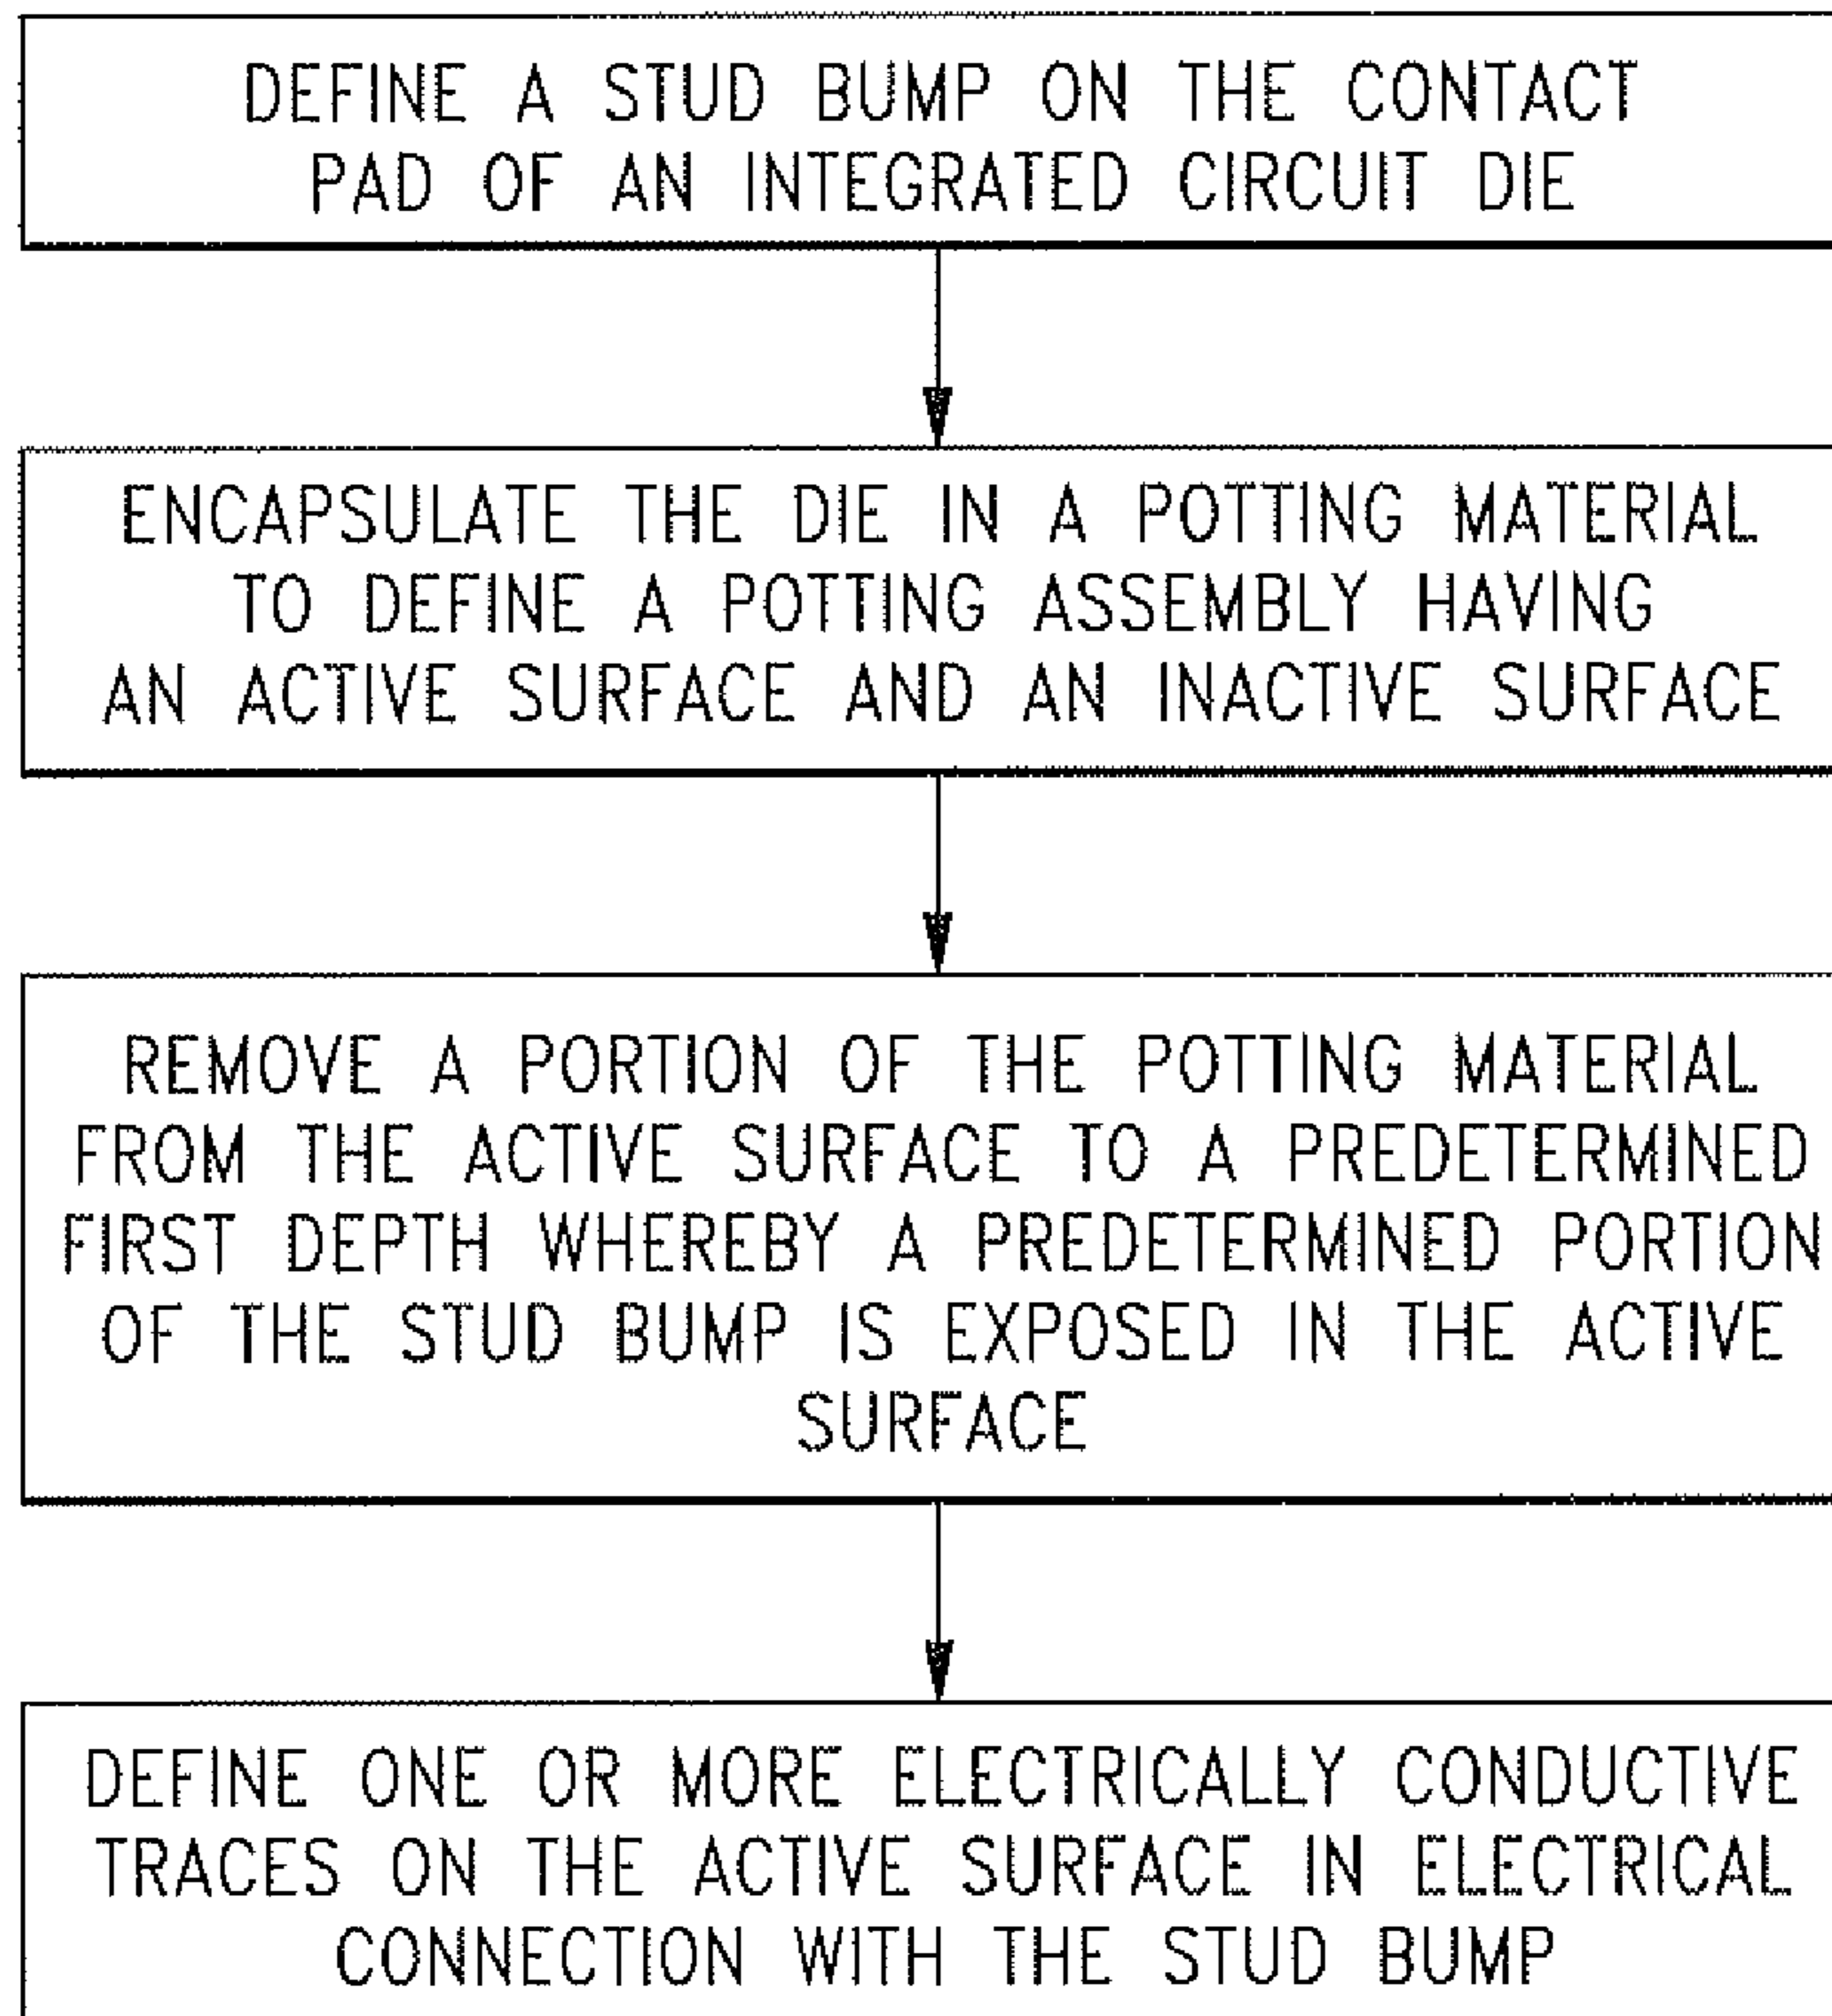 DEFINE A STUD BUMP ON THE CONTACT
PAD OF AN INTEGRATED CIRCUIT DIE
ENCAPSULATE THE DIE IN A POTTING MATERIAL
TO DEFINE A POTTING ASSEMBLY HAVING
AN ACTIVE SURFACE AND AN INACTIVE SURFACE
REMOVE A PORTION OF THE POTTING MATERIAL
FROM THE ACTIVE SURFACE TO A PREDETERMINED
FIRST DEPTH WHEREBY A PREDETERMINED PORTION
OF THE STUD BUMP IS EXPOSED IN THE ACTIVE
SURFACE
DEFINE ONE OR MORE ELECTRICALLY CONDUCTIVE
TRACES ON THE ACTIVE SURFACE IN ELECTRICAL
CONNECTION WITH THE STUD BUMP